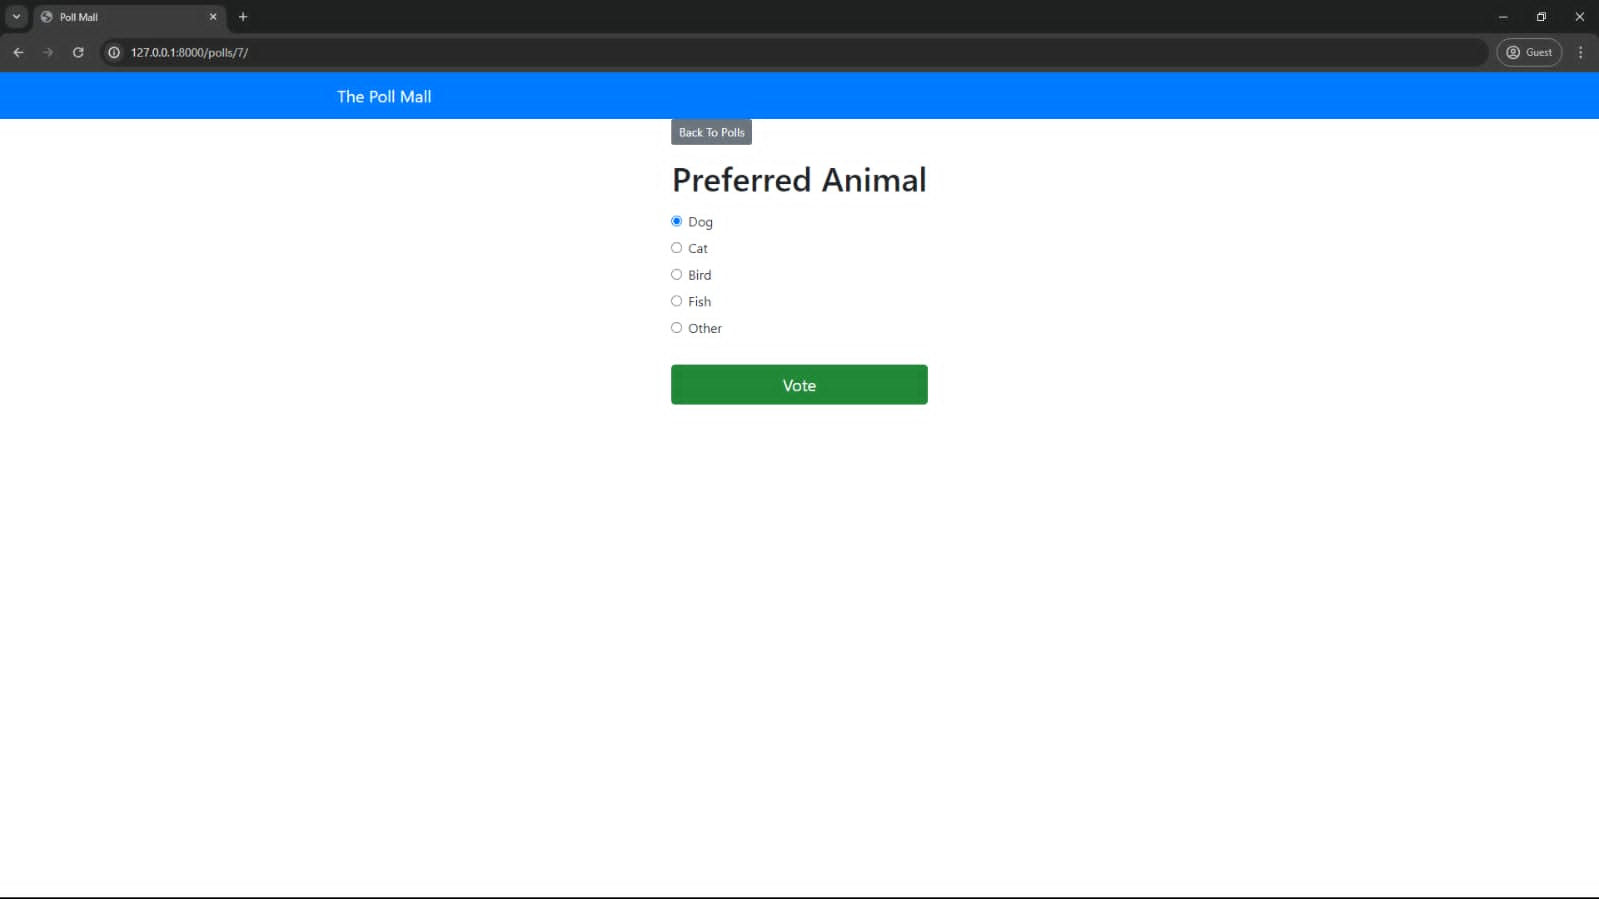 Poll Mall
127.0.0.1:8000/polls/7/
Guest
The Poll Mall
Back To Polls
Preferred Animal
Dog
Cat
Bird
Fish
Other
Vote